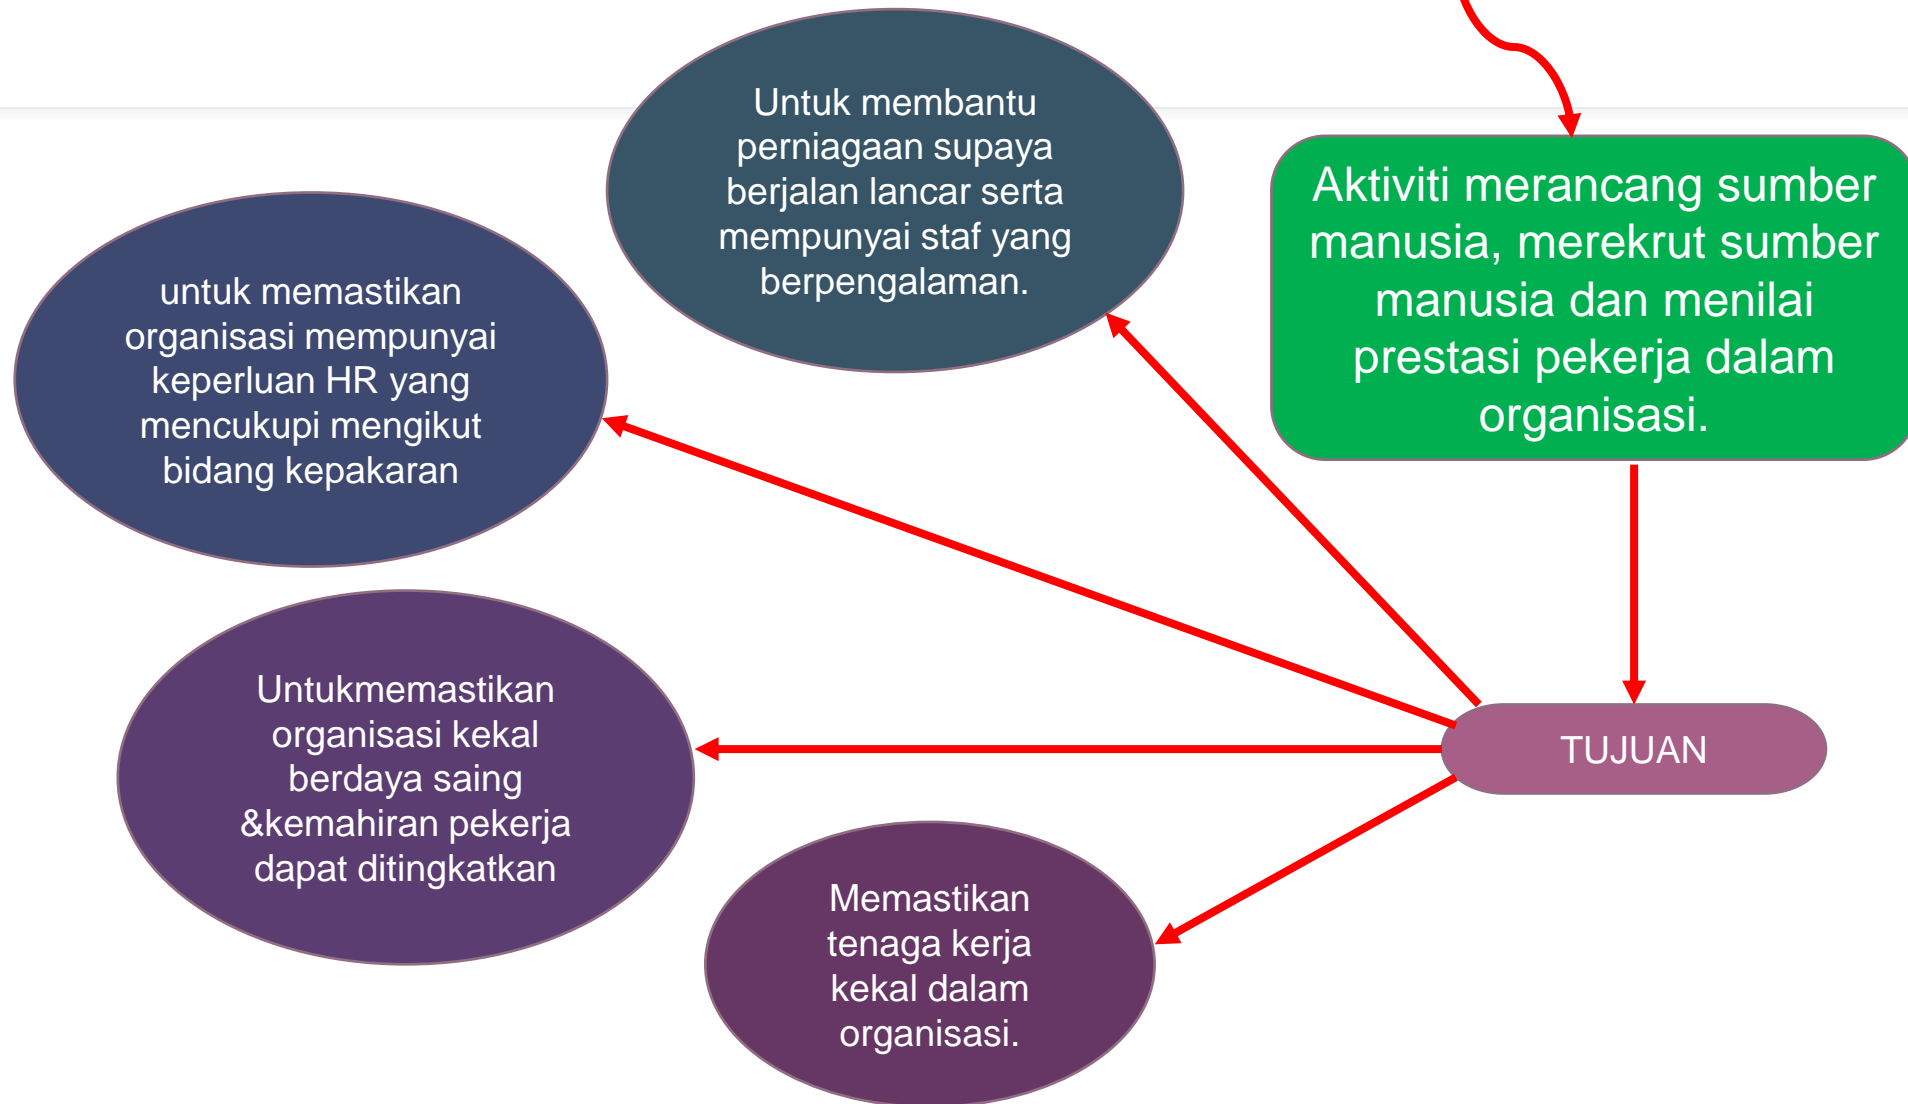 Untuk membantu
perniagaan supaya
berjalan lancar serta
mempunyai staf yang
berpengalaman.
Aktiviti merancang sumber
manusia, merekrut sumber
manusia dan menilai
prestasi pekerja dalam
organisasi.
untuk memastikan
organisasi mempunyai
keperluan HR yang
mencukupi mengikut
bidang kepakaran
Untukmemastikan
organisasi kekal
berdaya saing
&kemahiran pekerja
dapat ditingkatkan
TUJUAN
Memastikan
tenaga kerja
kekal dalam
organisasi.